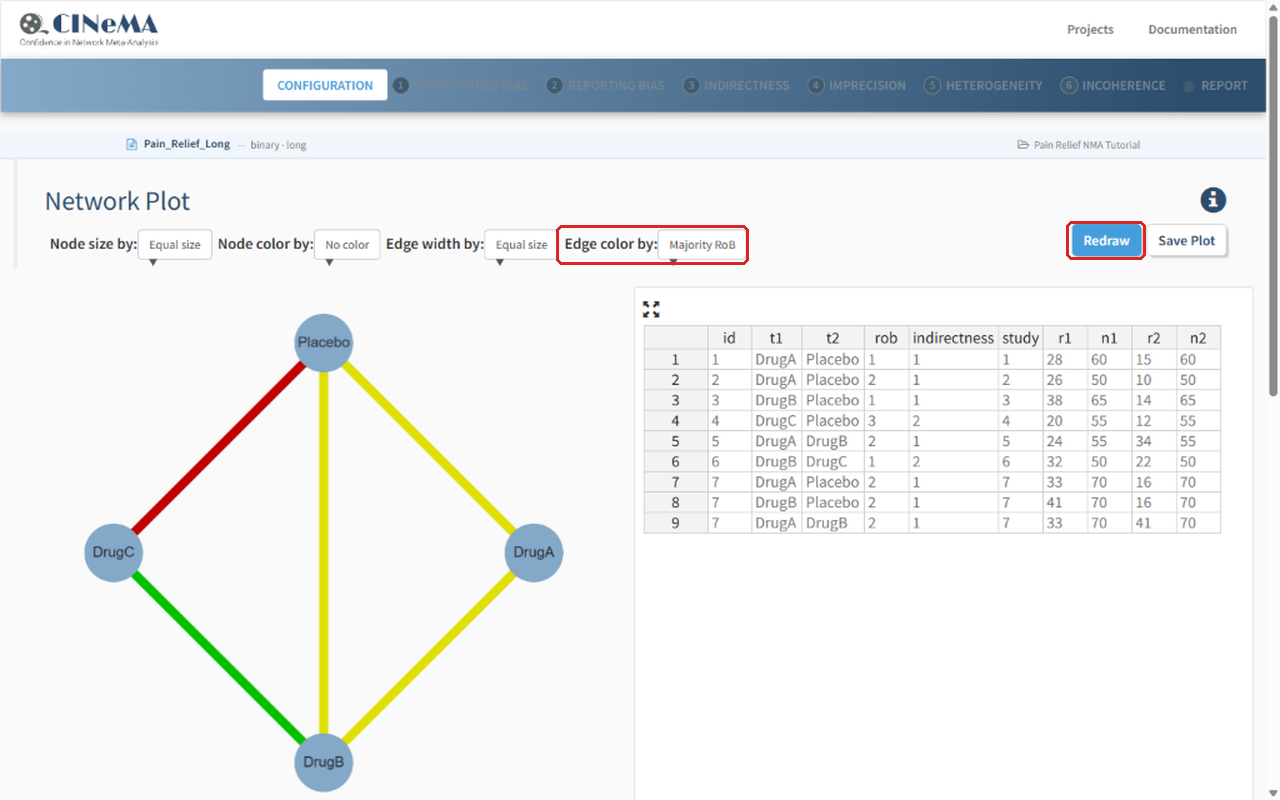 CINeMA
Confidence in Network Meta-Analysis
Projects Documentation
CONFIGURATION 1 WITHIN-STUDY BIAS 2 REPORTING BIAS 3 INDIRECTNESS 4 IMPRECISION 5 HETEROGENEITY 6 INCOHERENCE REPORT
Pain_Relief_Long — binary · long Pain Relief NMA Tutorial
Network Plot
Node size by: Equal size Node color by: No color Edge width by: Equal size Edge color by: Majority RoB Redraw Save Plot
Placebo
DrugC
DrugA
DrugB
id t1 t2 rob indirectness study r1 n1 r2 n2
1 1 DrugA Placebo 1 1 1 28 60 15 60
2 2 DrugA Placebo 2 1 2 26 50 10 50
3 3 DrugB Placebo 1 1 3 38 65 14 65
4 4 DrugC Placebo 3 2 4 20 55 12 55
5 5 DrugA DrugB 2 1 5 24 55 34 55
6 6 DrugB DrugC 1 2 6 32 50 22 50
7 7 DrugA Placebo 2 1 7 33 70 16 70
8 7 DrugB Placebo 2 1 7 41 70 16 70
9 7 DrugA DrugB 2 1 7 33 70 41 70